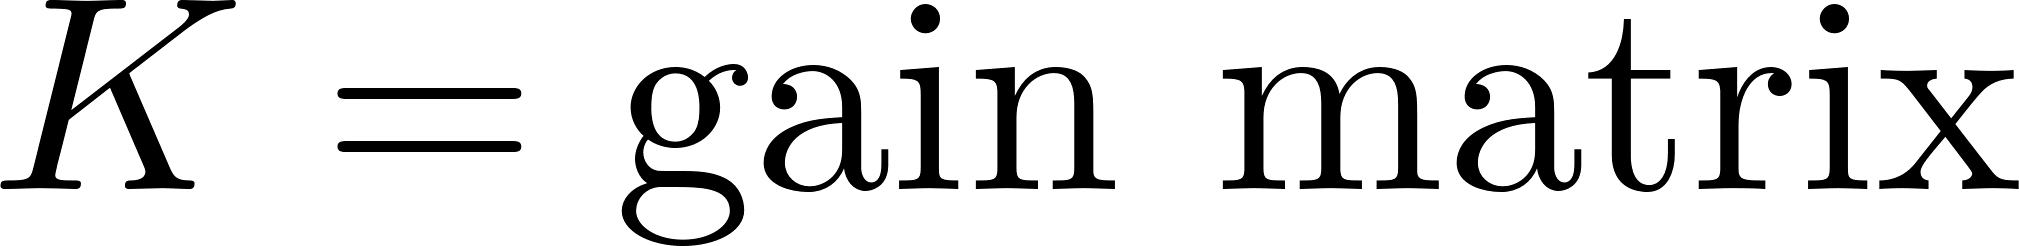 K = gain matrix